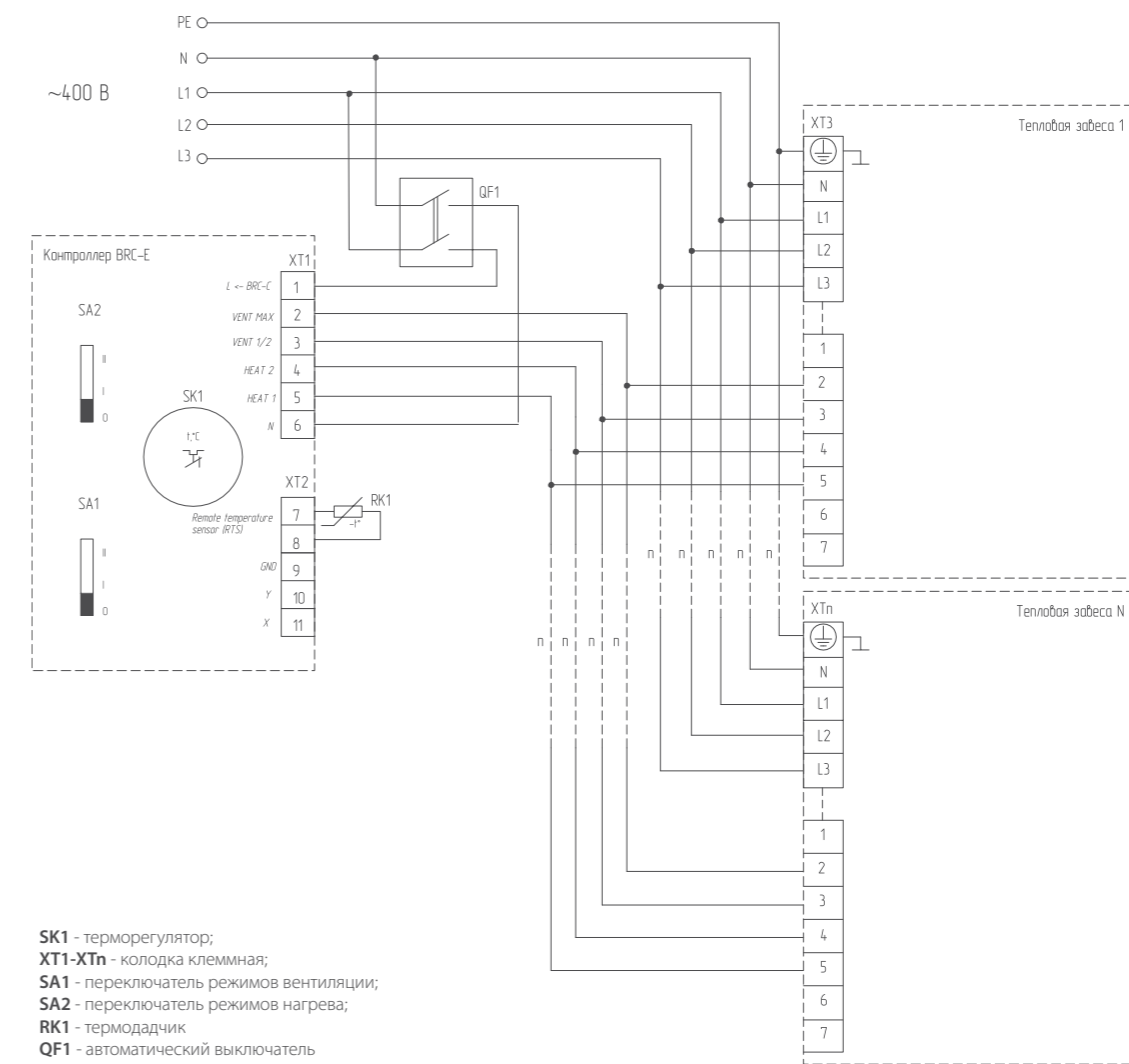 PE
N
~400 В
L1
L2
L3
QF1
Контроллер BRC-E
XT1
L <- BRC-C 1
VENT MAX 2
VENT 1/2 3
HEAT 2 4
HEAT 1 5
N 6
SA2
II
I
0
SK1
t,°C
SA1
II
I
0
XT2
Remote temperature
sensor (RTS)
7
8
GND 9
Y 10
X 11
RK1
-t°
XT3
Тепловая завеса 1
N
L1
L2
L3
1
2
3
4
5
6
7
n n n n n
n n n n
XTn
Тепловая завеса N
N
L1
L2
L3
1
2
3
4
5
6
7
SK1 - терморегулятор;
XT1-XTn - колодка клеммная;
SA1 - переключатель режимов вентиляции;
SA2 - переключатель режимов нагрева;
RK1 - термодадчик
QF1 - автоматический выключатель